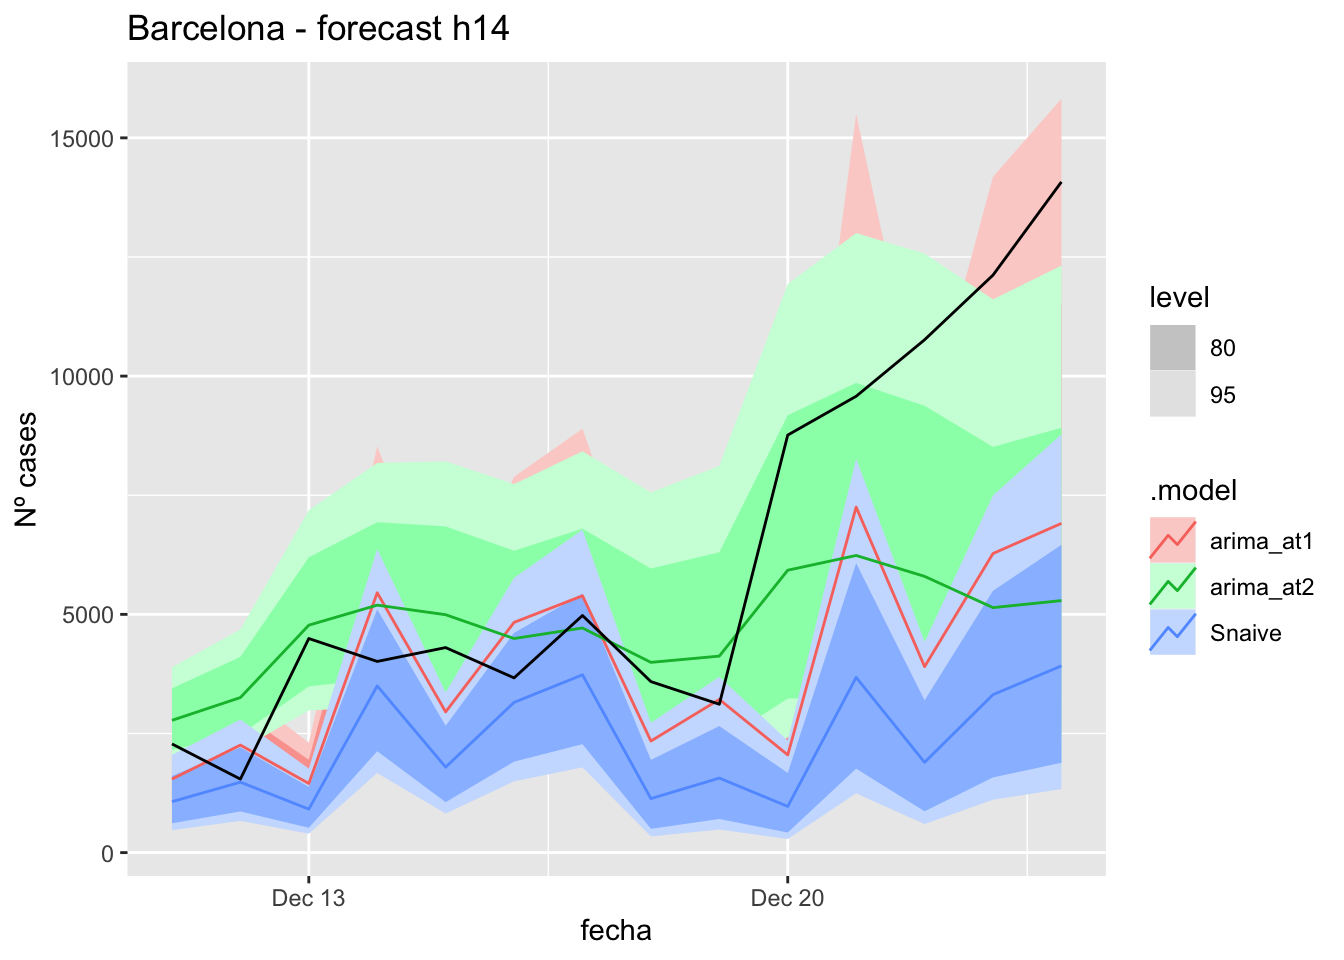 Barcelona - forecast h14
Nº cases
15000
10000
5000
0
Dec 13
Dec 20
fecha
level
80
95
.model
arima_at1
arima_at2
Snaive